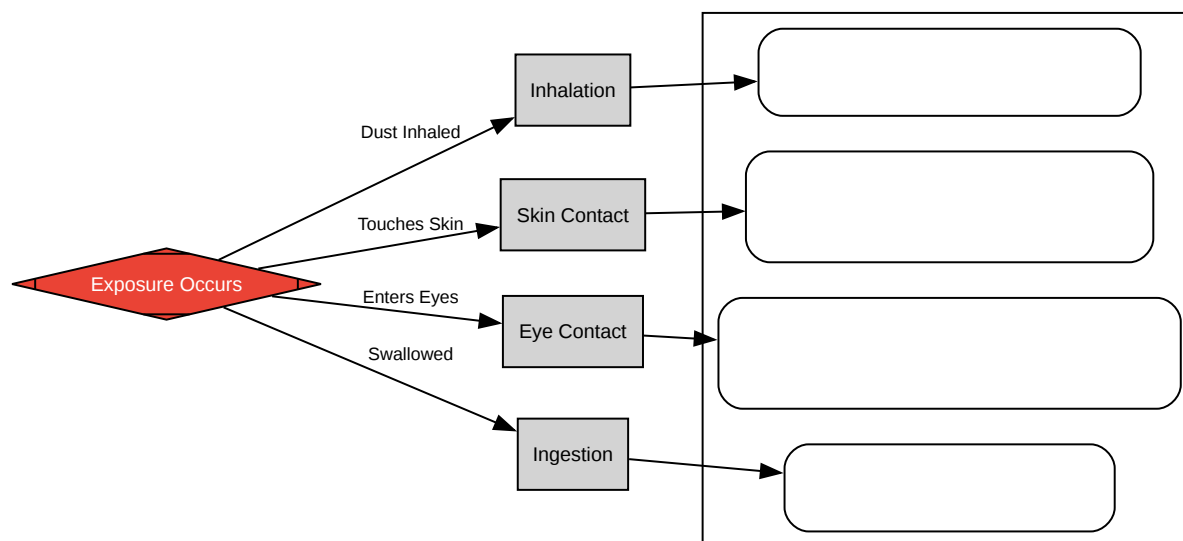 Inhalation
Dust Inhaled
Touches Skin
Skin Contact
Exposure Occurs
Enters Eyes
Eye Contact
Swallowed
Ingestion